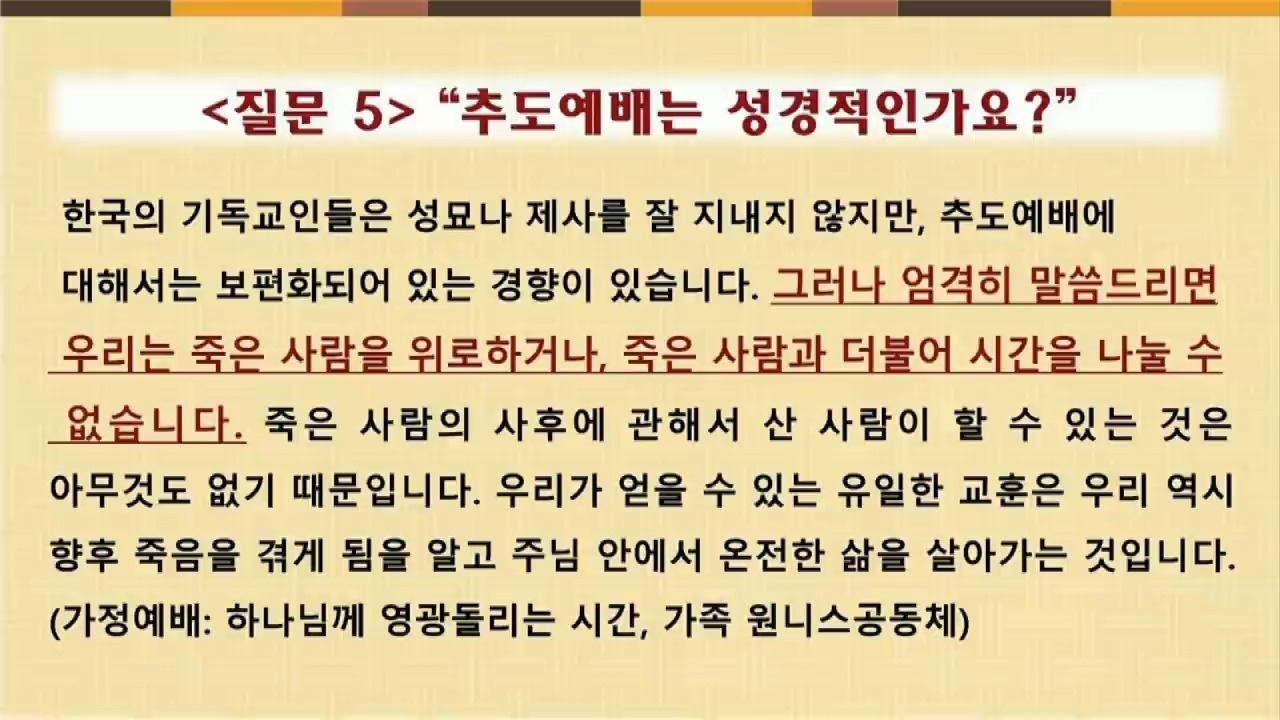 <질문 5> “추도예배는 성경적인가요?”
한국의 기독교인들은 성묘나 제사를 잘 지내지 않지만, 추도예배에
대해서는 보편화되어 있는 경향이 있습니다. 그러나 엄격히 말씀드리면
우리는 죽은 사람을 위로하거나, 죽은 사람과 더불어 시간을 나눌 수
없습니다. 죽은 사람의 사후에 관해서 산 사람이 할 수 있는 것은
아무것도 없기 때문입니다. 우리가 얻을 수 있는 유일한 교훈은 우리 역시
향후 죽음을 겪게 됨을 알고 주님 안에서 온전한 삶을 살아가는 것입니다.
(가정예배: 하나님께 영광돌리는 시간, 가족 원니스공동체)